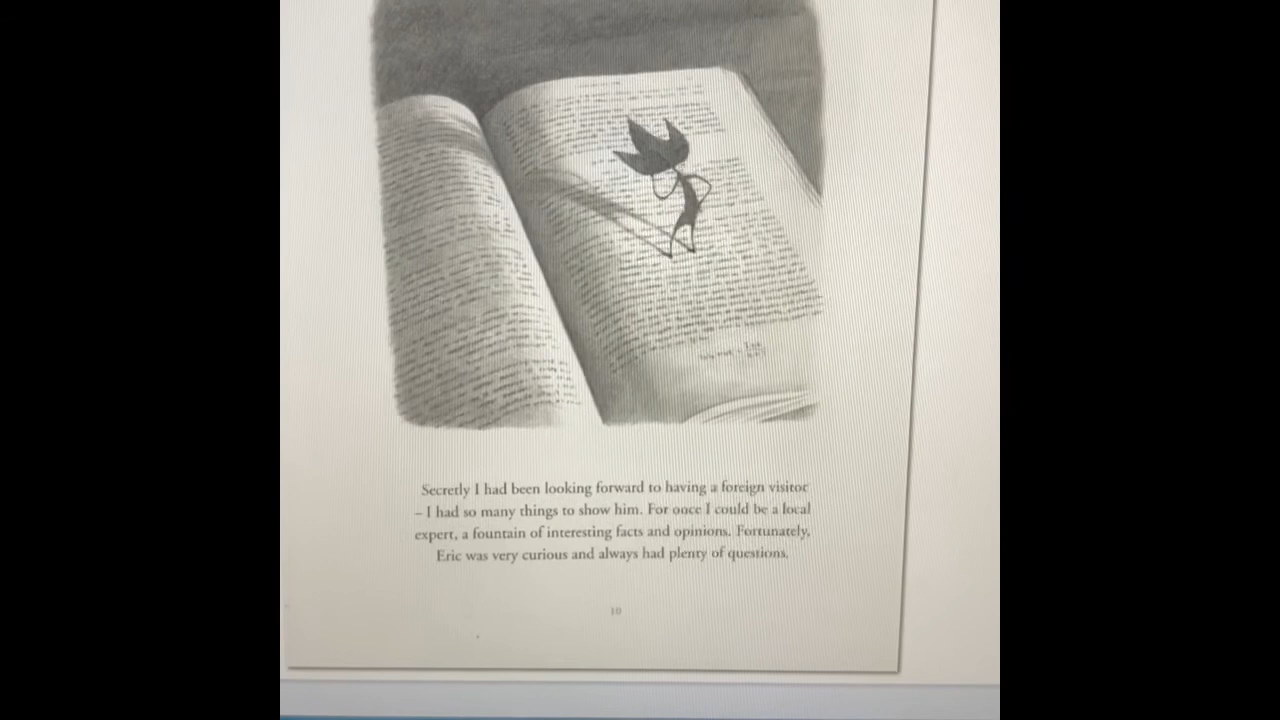 Secretly I had been looking forward to having a foreign visitor
– I had so many things to show him. For once I could be a local
expert, a fountain of interesting facts and opinions. Fortunately,
Eric was very curious and always had plenty of questions.
10